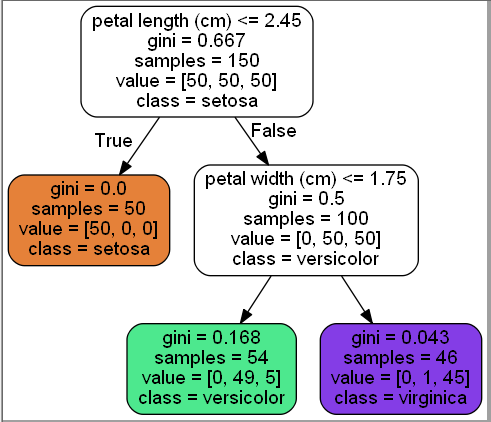 petal length (cm) <= 2.45
gini = 0.667
samples = 150
value = [50, 50, 50]
class = setosa
True
False
gini = 0.0
samples = 50
value = [50, 0, 0]
class = setosa
petal width (cm) <= 1.75
gini = 0.5
samples = 100
value = [0, 50, 50]
class = versicolor
gini = 0.168
samples = 54
value = [0, 49, 5]
class = versicolor
gini = 0.043
samples = 46
value = [0, 1, 45]
class = virginica